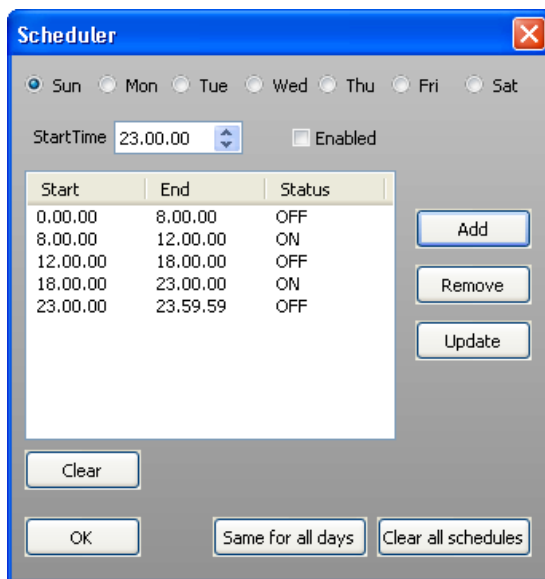 Scheduler
Sun Mon Tue Wed Thu Fri Sat
StartTime 23.00.00 Enabled
Start End Status
0.00.00 8.00.00 OFF
8.00.00 12.00.00 ON
12.00.00 18.00.00 OFF
18.00.00 23.00.00 ON
23.00.00 23.59.59 OFF
Add
Remove
Update
Clear
OK Same for all days Clear all schedules